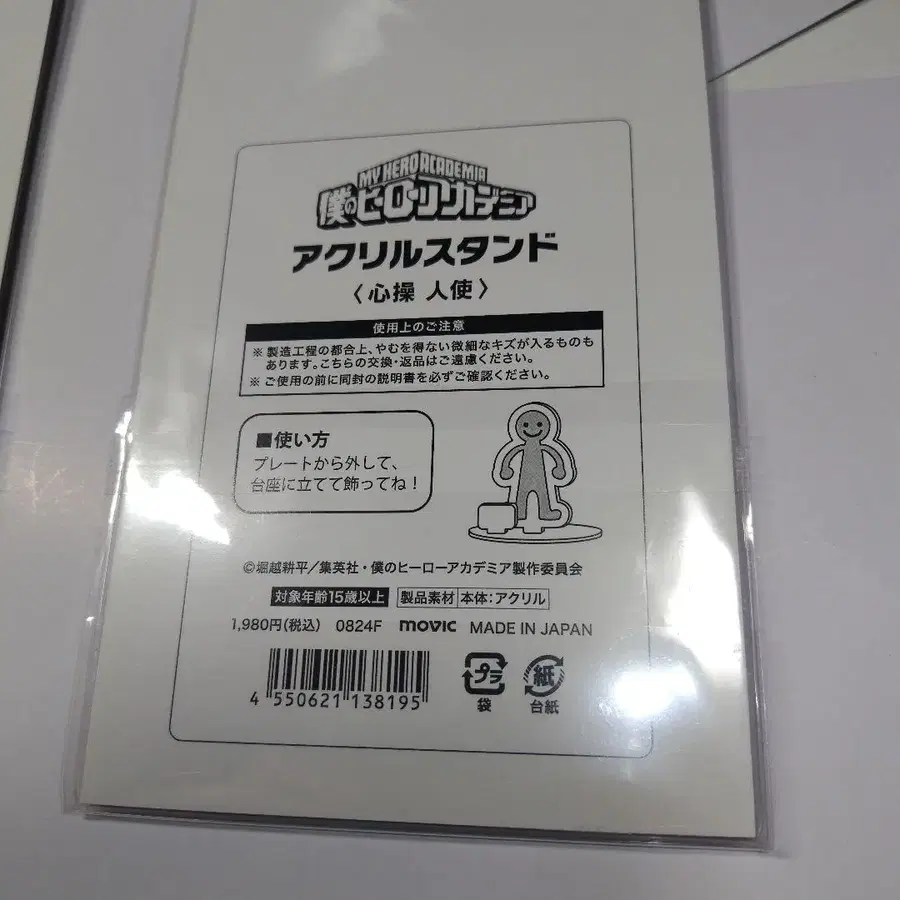 MY HERO ACADEMIA
僕のヒーローアカデミア
アクリルスタンド
〈心操 人使〉
使用上のご注意
※製造工程の都合上、やむを得ない微細なキズが入るものも
あります。こちらの交換・返品はご遠慮ください。
※ご使用の前に同封の説明書を必ずご確認ください。
■使い方
プレートから外して、
台座に立てて飾ってね！
©堀越耕平／集英社・僕のヒーローアカデミア製作委員会
対象年齢15歳以上 製品素材 本体：アクリル
1,980円(税込) 0824F movic MADE IN JAPAN
4 550621 138195
プラ 紙
袋 台紙